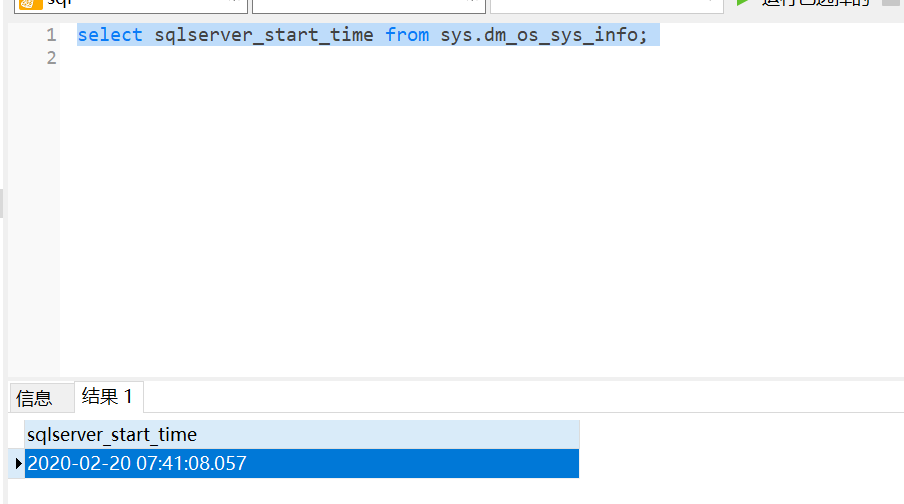 1 select sqlserver_start_time from sys.dm_os_sys_info;
2
信息 结果 1
sqlserver_start_time
2020-02-20 07:41:08.057